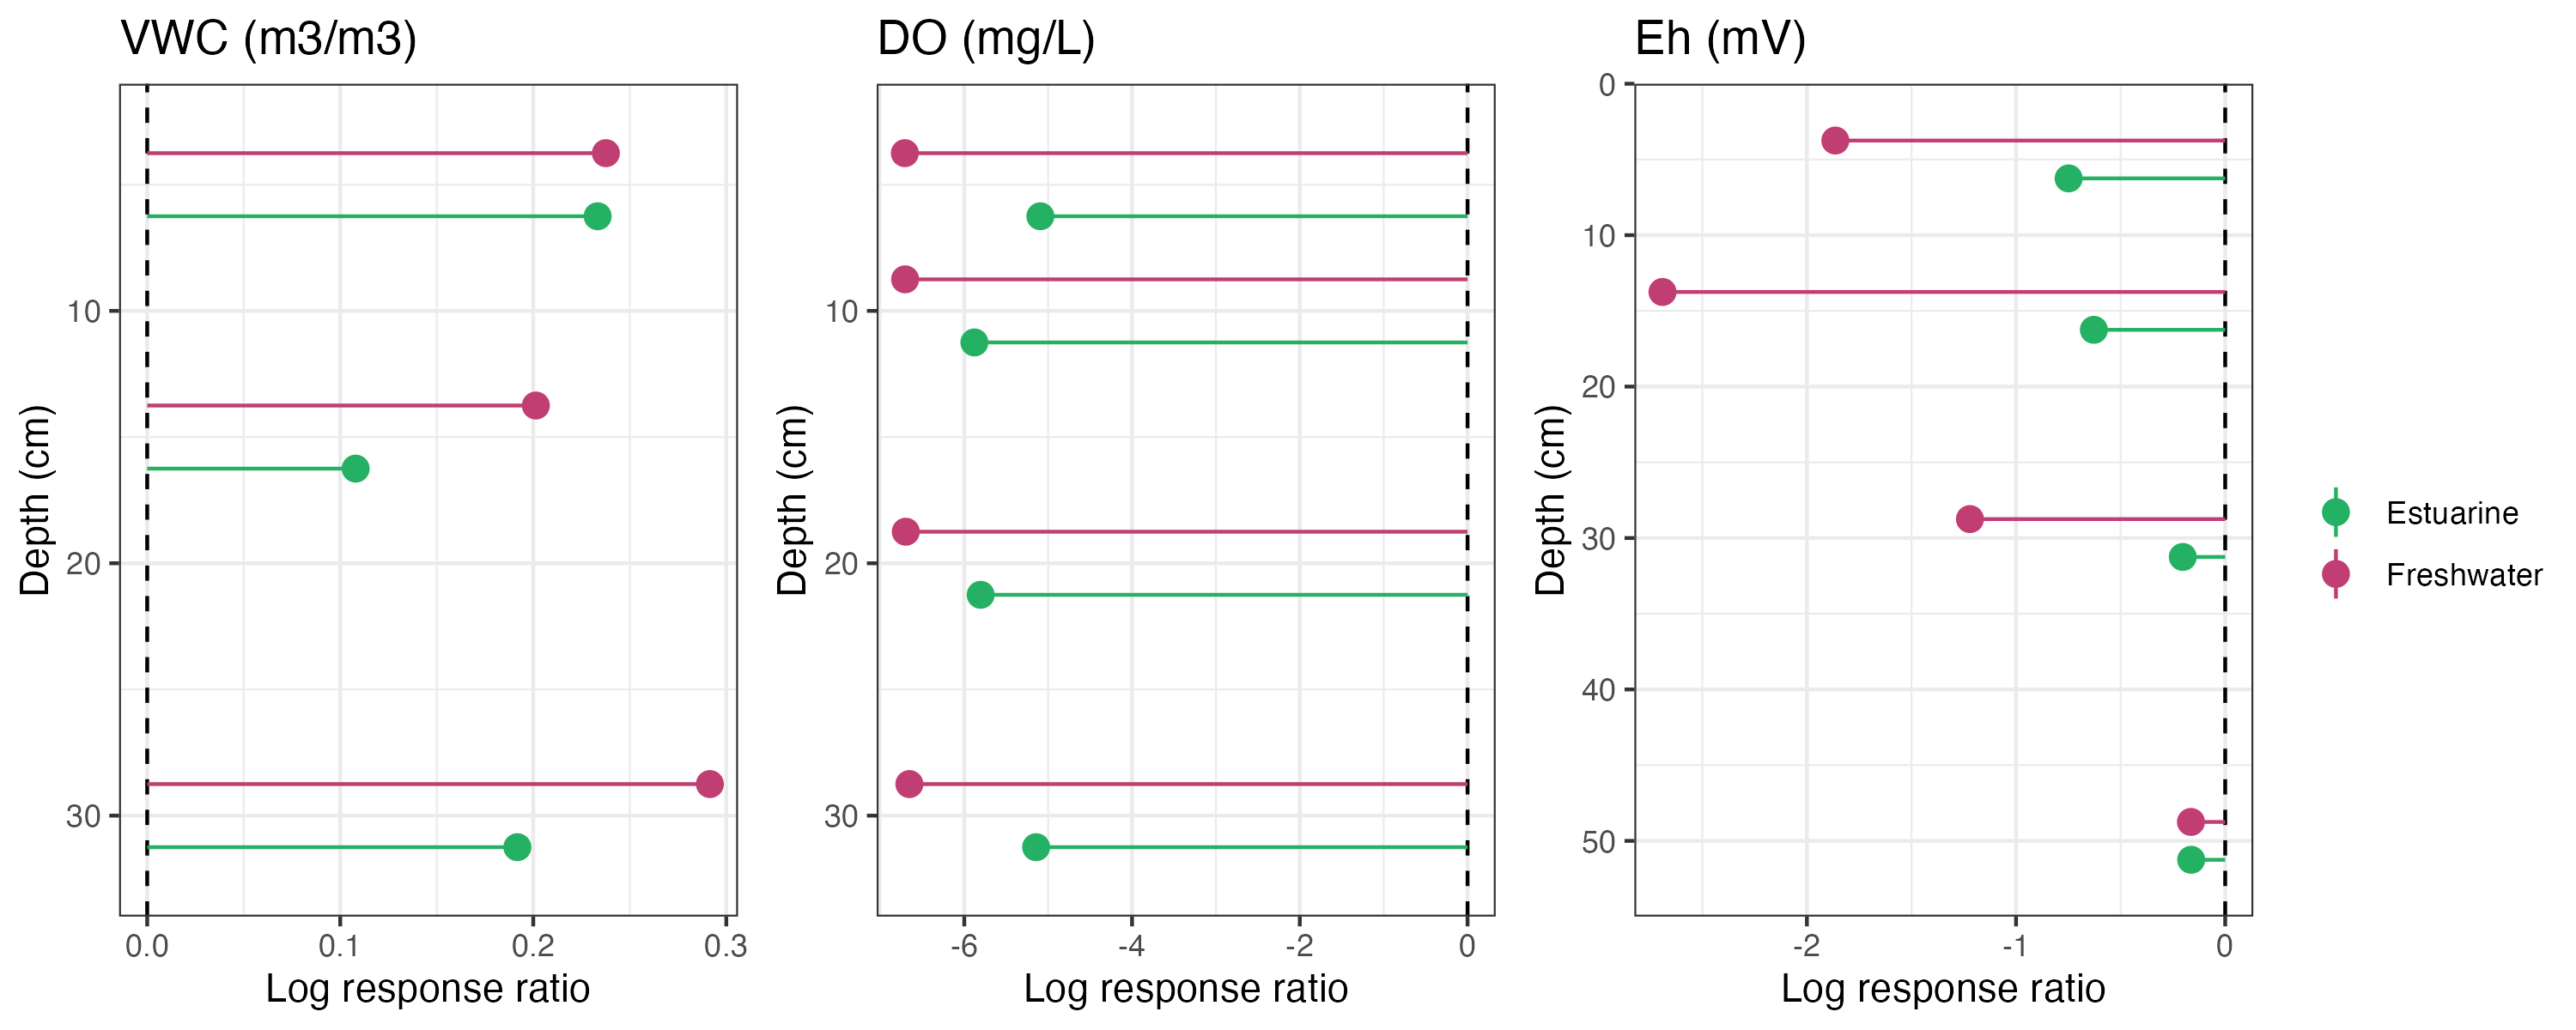 VWC (m3/m3)
Depth (cm)
10
20
30
0.0 0.1 0.2 0.3
Log response ratio
DO (mg/L)
Depth (cm)
10
20
30
-6 -4 -2 0
Log response ratio
Eh (mV)
Depth (cm)
0
10
20
30
40
50
-2 -1 0
Log response ratio
Estuarine
Freshwater